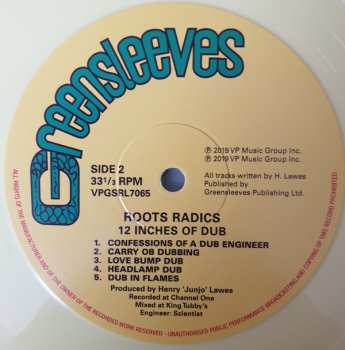 Greensleeves
SIDE 2
33⅓ RPM
VPGSRL7065
℗ 2019 VP Music Group Inc.
© 2019 VP Music Group Inc.
All tracks written by H. Lawes
Published by
Greensleeves Publishing Ltd.
ROOTS RADICS
12 INCHES OF DUB
1. CONFESSIONS OF A DUB ENGINEER
2. CARRY OB DUBBING
3. LOVE BUMP DUB
4. HEADLAMP DUB
5. DUB IN FLAMES
Produced by Henry 'Junjo' Lawes
Recorded at Channel One
Mixed at King Tubby's
Engineer: Scientist
ALL RIGHTS OF THE MANUFACTURER AND OF THE OWNER OF THE RECORDED WORK RESERVED - UNAUTHORISED PUBLIC PERFORMANCE BROADCASTING AND COPYING OF THIS RECORD PROHIBITED